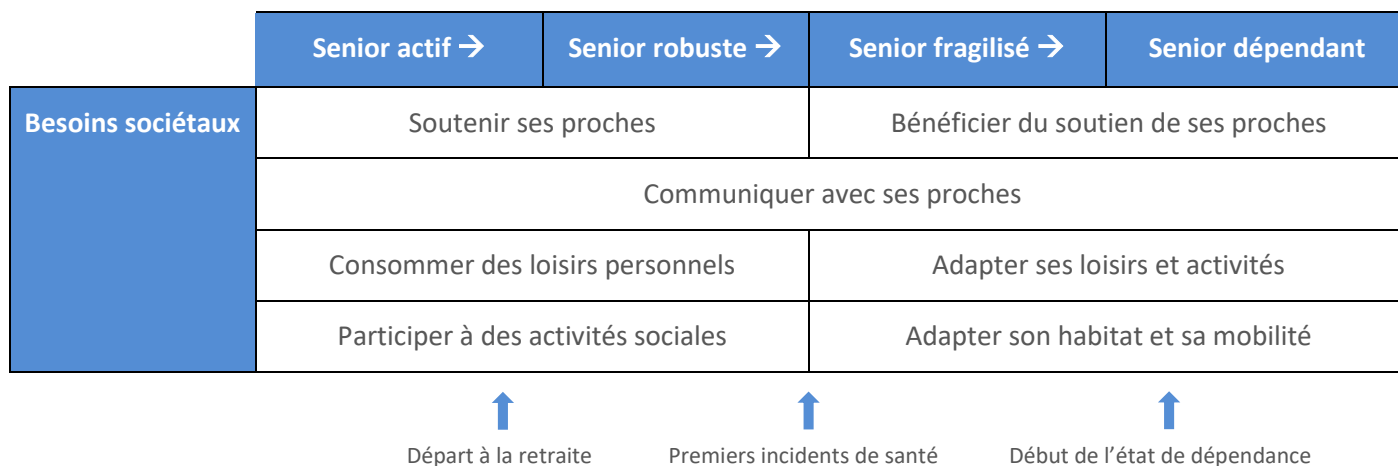 Senior actif → Senior robuste → Senior fragilisé → Senior dépendant
Besoins sociétaux Soutenir ses proches Bénéficier du soutien de ses proches
Communiquer avec ses proches
Consommer des loisirs personnels Adapter ses loisirs et activités
Participer à des activités sociales Adapter son habitat et sa mobilité
Départ à la retraite Premiers incidents de santé Début de l’état de dépendance